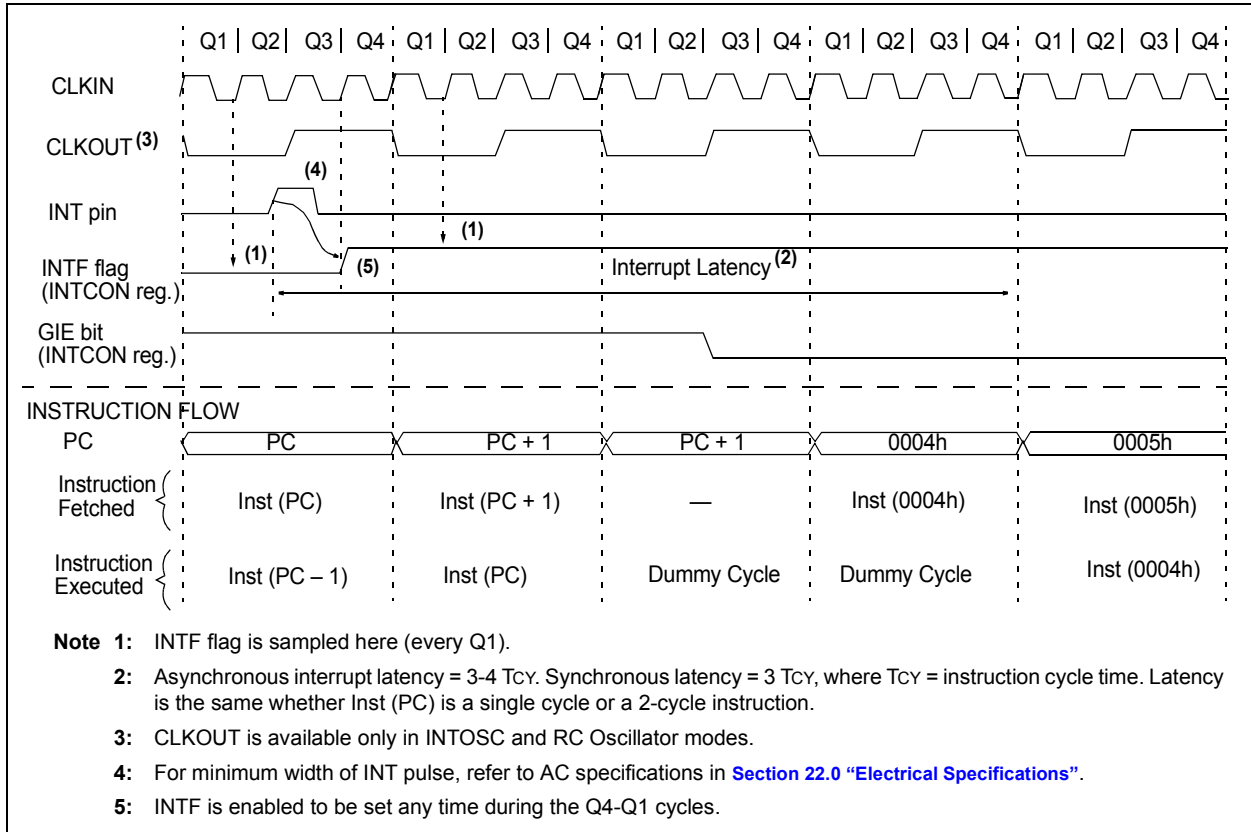 Q1 | Q2 | Q3 | Q4 Q1 | Q2 | Q3 | Q4 Q1 | Q2 | Q3 | Q4 Q1 | Q2 | Q3 | Q4 Q1 | Q2 | Q3 | Q4
CLKIN
CLKOUT (3)
(4)
INT pin
(1)
(1)
INTF flag
(INTCON reg.)
(5)
Interrupt Latency (2)
GIE bit
(INTCON reg.)
INSTRUCTION FLOW
PC PC PC + 1 PC + 1 0004h 0005h
Instruction
Fetched
Inst (PC) Inst (PC + 1) — Inst (0004h) Inst (0005h)
Instruction
Executed
Inst (PC – 1) Inst (PC) Dummy Cycle Dummy Cycle Inst (0004h)
Note 1: INTF flag is sampled here (every Q1).
2: Asynchronous interrupt latency = 3-4 TCY. Synchronous latency = 3 TCY, where TCY = instruction cycle time. Latency
is the same whether Inst (PC) is a single cycle or a 2-cycle instruction.
3: CLKOUT is available only in INTOSC and RC Oscillator modes.
4: For minimum width of INT pulse, refer to AC specifications in Section 22.0 “Electrical Specifications”.
5: INTF is enabled to be set any time during the Q4-Q1 cycles.